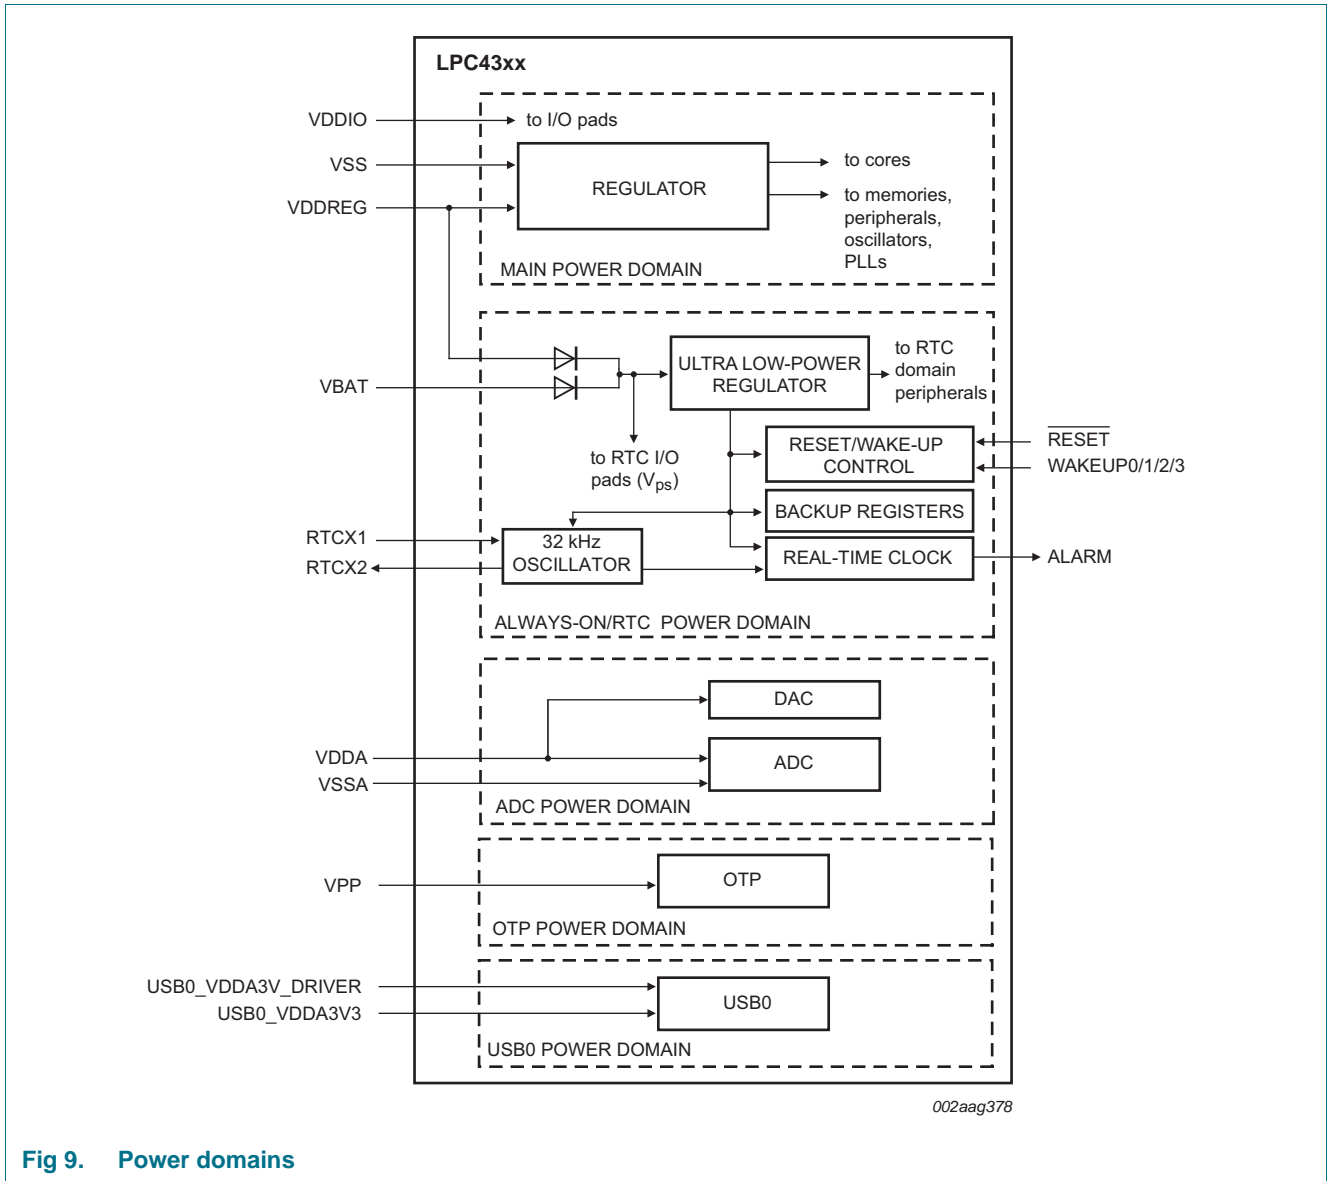 LPC43xx
VDDIO
to I/O pads
VSS
VDDREG
REGULATOR
to cores
to memories,
peripherals,
oscillators,
PLLs
MAIN POWER DOMAIN
VBAT
ULTRA LOW-POWER
REGULATOR
to RTC
domain
peripherals
to RTC I/O
pads (Vps)
RESET/WAKE-UP
CONTROL
RESET
WAKEUP0/1/2/3
BACKUP REGISTERS
RTCX1
RTCX2
32 kHz
OSCILLATOR
REAL-TIME CLOCK
ALARM
ALWAYS-ON/RTC POWER DOMAIN
DAC
VDDA
VSSA
ADC
ADC POWER DOMAIN
VPP
OTP
OTP POWER DOMAIN
USB0_VDDA3V_DRIVER
USB0_VDDA3V3
USB0
USB0 POWER DOMAIN
002aag378
Fig 9. Power domains